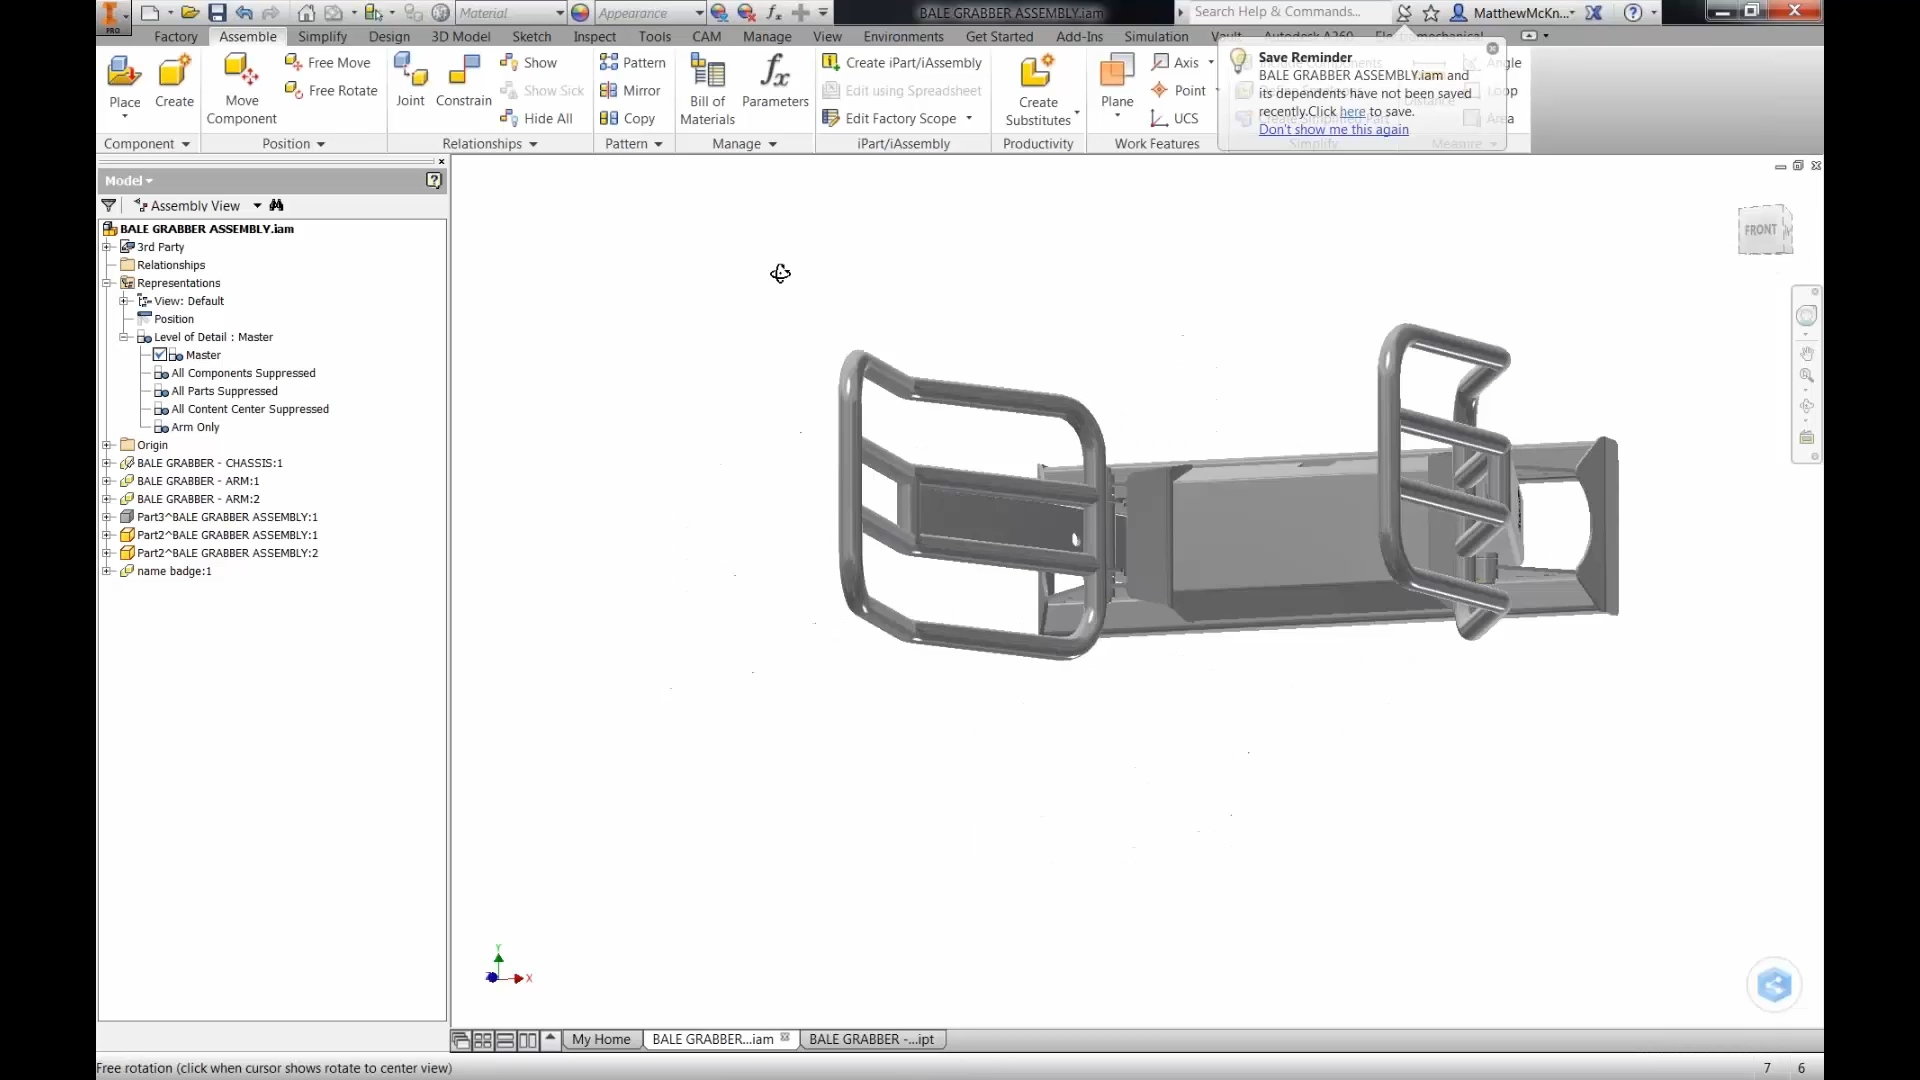 PRO
Material
Appearance
BALE GRABBER ASSEMBLY.iam
Search Help & Commands...
MatthewMcKn...
Factory
Assemble
Simplify
Design
3D Model
Sketch
Inspect
Tools
CAM
Manage
View
Environments
Get Started
Add-Ins
Simulation
Vault
Autodesk A360
Place
Create
Move
Component
Free Move
Free Rotate
Joint
Constrain
Show
Show Sick
Hide All
Pattern
Mirror
Copy
Bill of
Materials
Parameters
Create iPart/iAssembly
Edit using Spreadsheet
Edit Factory Scope
Create
Substitutes
Plane
Axis
Point
UCS
Save Reminder
BALE GRABBER ASSEMBLY.iam and
its dependents have not been saved
recently.Click here to save.
Don't show me this again
Angle
Loop
Area
Component
Position
Relationships
Pattern
Manage
iPart/iAssembly
Productivity
Work Features
Simplify
Measure
Model
Assembly View
BALE GRABBER ASSEMBLY.iam
3rd Party
Relationships
Representations
View: Default
Position
Level of Detail : Master
Master
All Components Suppressed
All Parts Suppressed
All Content Center Suppressed
Arm Only
Origin
BALE GRABBER - CHASSIS:1
BALE GRABBER - ARM:1
BALE GRABBER - ARM:2
Part3^BALE GRABBER ASSEMBLY:1
Part2^BALE GRABBER ASSEMBLY:1
Part2^BALE GRABBER ASSEMBLY:2
name badge:1
FRONT
Y
Z
X
My Home
BALE GRABBER...iam
BALE GRABBER -...ipt
Free rotation (click when cursor shows rotate to center view)
7
6